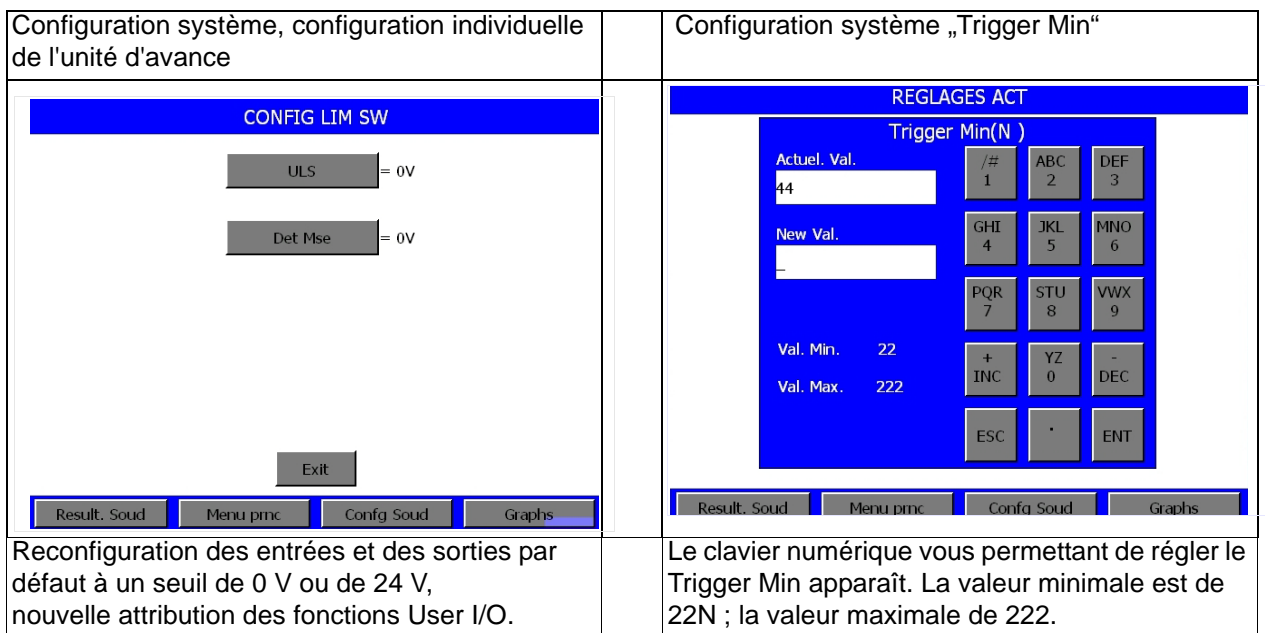 Configuration système, configuration individuelle
de l'unité d'avance
CONFIG LIM SW
ULS = 0V
Det Mse = 0V
Exit
Result. Soud Menu prnc Confg Soud Graphs
Reconfiguration des entrées et des sorties par
défaut à un seuil de 0 V ou de 24 V,
nouvelle attribution des fonctions User I/O.
Configuration système „Trigger Min“
REGLAGES ACT
Trigger Min(N )
Actuel. Val.
44
New Val.
_
Val. Min. 22
Val. Max. 222
/# ABC DEF
1 2 3
GHI JKL MNO
4 5 6
PQR STU VWX
7 8 9
+ YZ -
INC 0 DEC
ESC . ENT
Result. Soud Menu prnc Confg Soud Graphs
Le clavier numérique vous permettant de régler le
Trigger Min apparaît. La valeur minimale est de
22N ; la valeur maximale de 222.